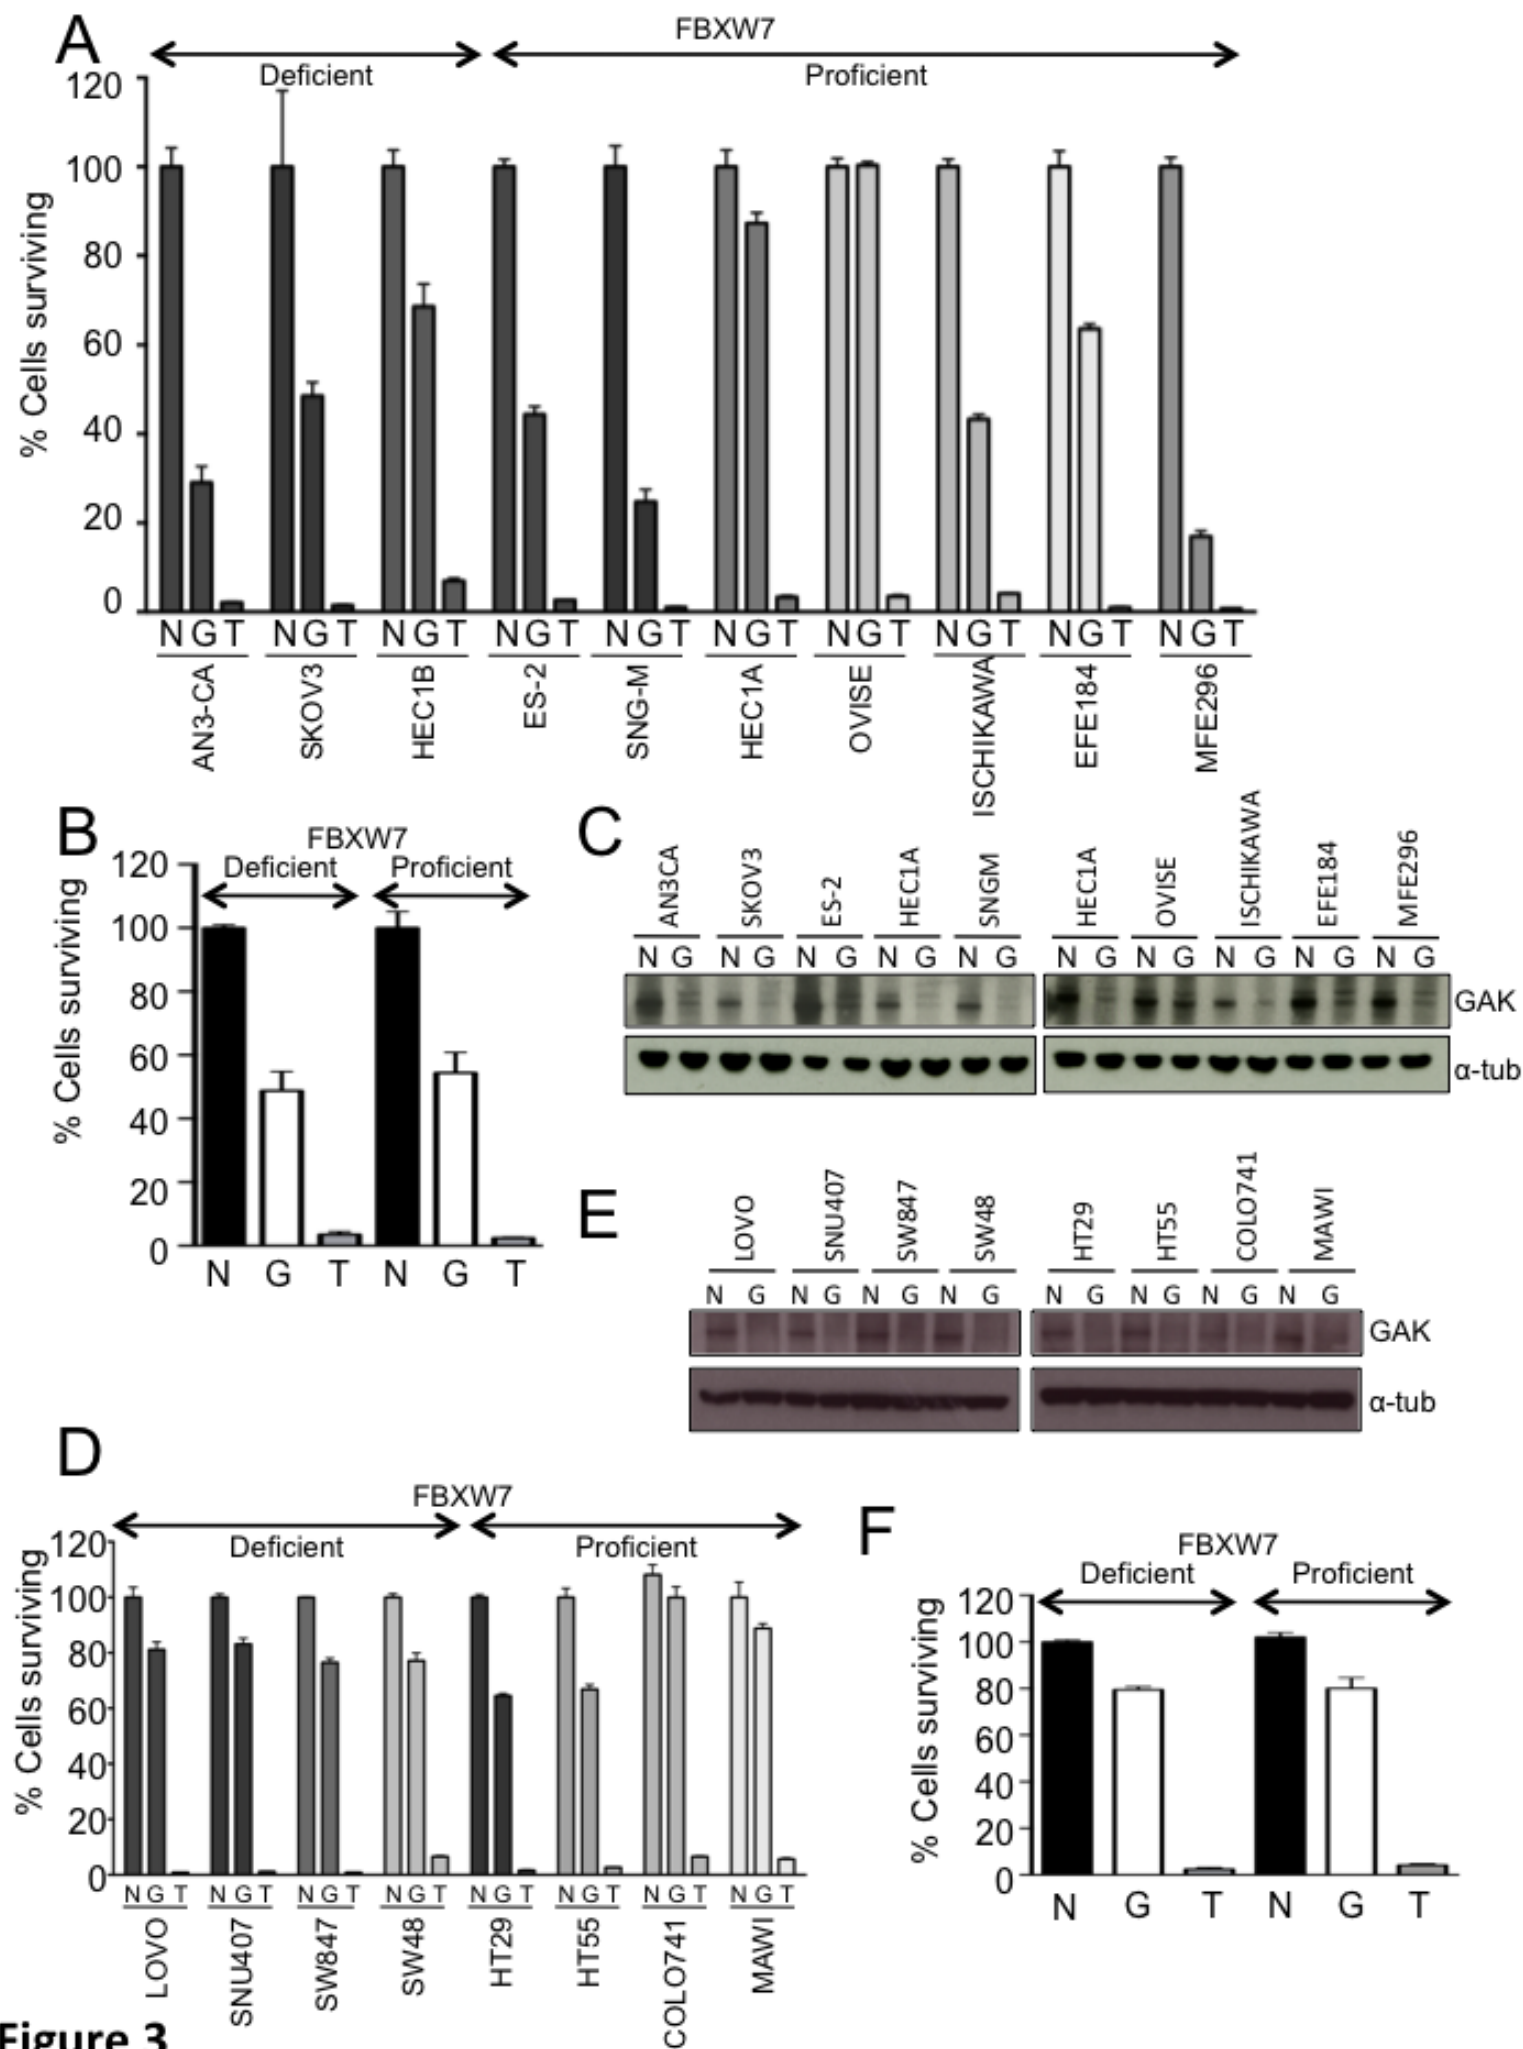 A
FBXW7
Deficient
Proficient
120
100
80
60
40
20
0
% Cells surviving
N G T N G T N G T N G T N G T N G T N G T N G T N G T N G T
AN3-CA
SKOV3
HEC1B
ES-2
SNG-M
HEC1A
OVISE
ISCHIKAWA
EFE184
MFE296
B
FBXW7
Deficient
Proficient
120
100
80
60
40
20
0
% Cells surviving
N G T N G T
C
AN3CA
SKOV3
ES-2
HEC1A
SNGM
HEC1A
OVISE
ISCHIKAWA
EFE184
MFE296
N G N G N G N G N G N G N G N G N G N G
GAK
α-tub
E
LOVO
SNU407
SW847
SW48
HT29
HT55
COLO741
MAWI
N G N G N G N G N G N G N G N G
GAK
α-tub
D
FBXW7
Deficient
Proficient
120
100
80
60
40
20
0
% Cells surviving
N G T N G T N G T N G T N G T N G T N G T N G T
LOVO
SNU407
SW847
SW48
HT29
HT55
COLO741
MAWI
F
FBXW7
Deficient
Proficient
120
100
80
60
40
20
0
% Cells surviving
N G T N G T
Figure 3